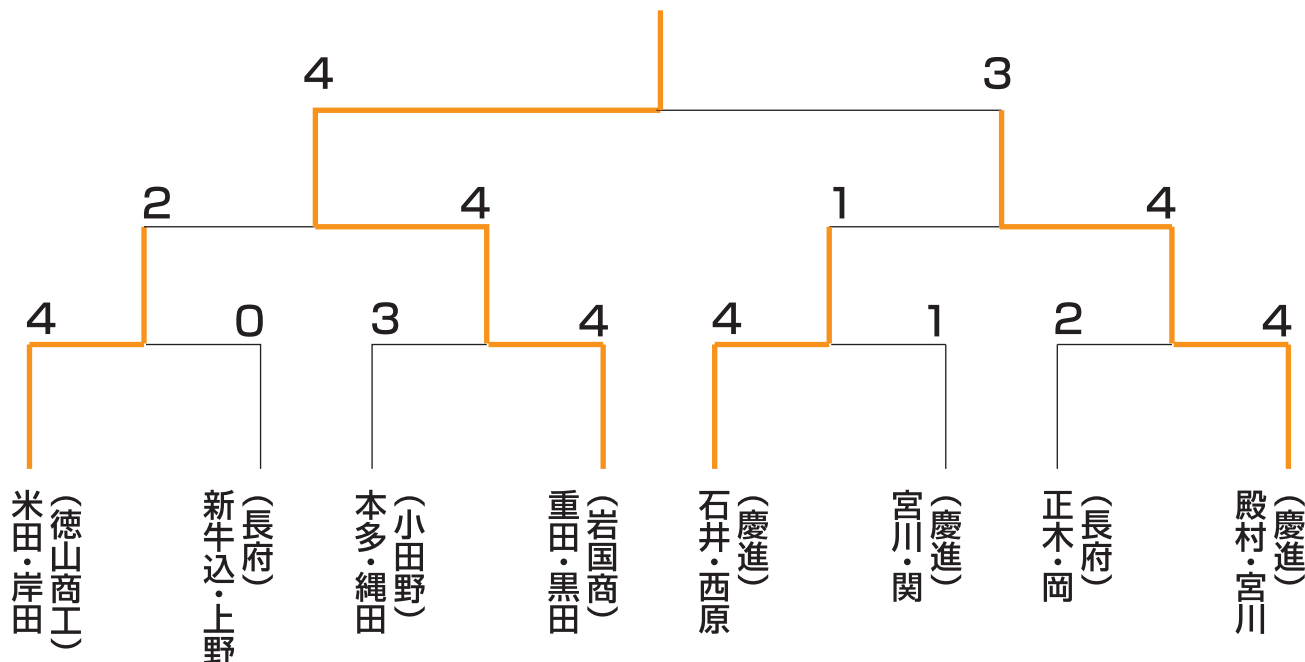 4
3
2
4
1
4
4
0
3
4
4
1
2
4
米田・岸田
(徳山商工)
新牛込・上野
(長府)
本多・縄田
(小田野)
重田・黒田
(岩国商)
石井・西原
(慶進)
宮川・関
(慶進)
正木・岡
(長府)
殿村・宮川
(慶進)